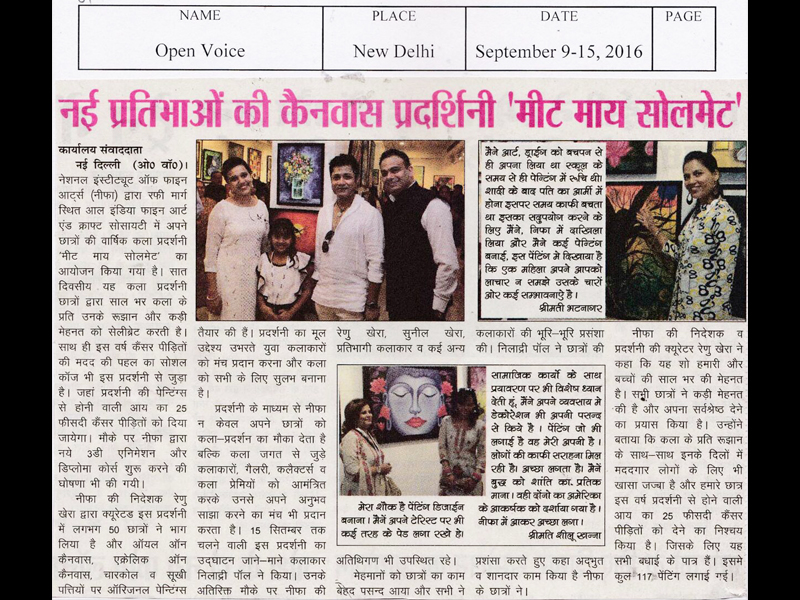 NAME
PLACE
DATE
PAGE
Open Voice
New Delhi
September 9-15, 2016
नई प्रतिभाओं की कैनवास प्रदर्शिनी 'मीट माय सोलमेट'
कार्यालय संवाददाता
नई दिल्ली (ओ० वॉ०)।
नेशनल इंस्टीट्यूट ऑफ फाइन
आर्ट्स (नीफा) द्वारा रफी मार्ग
स्थित आल इंडिया फाइन आर्ट
एंड क्राफ्ट सोसायटी में अपने
छात्रों की वार्षिक कला प्रदर्शनी
'मीट माय सोलमेट' का
आयोजन किया गया है। सात
दिवसीय यह कला प्रदर्शनी
छात्रों द्वारा साल भर कला के
प्रति उनके रूझान और कड़ी
मेहनत को सेलीब्रेट करती है।
साथ ही इस वर्ष कैंसर पीड़ितों
की मदद की पहल का सोशल
कॉज भी इस प्रदर्शनी से जुड़ा
है। जहां प्रदर्शनी की पेन्टिंग्स
से होनी वाली आय का 25
फीसदी कैंसर पीड़ितों को दिया
जायेगा। मौके पर नीफा द्वारा
नये 3डी एनिमेशन और
डिप्लोमा कोर्स शुरू करने की
घोषणा भी की गयी।
नीफा की निदेशक रेणु
खेरा द्वारा क्यूरेटड इस प्रदर्शनी
में लगभग 50 छात्रों ने भाग
लिया है और ऑयल ऑन
कैनवास, एक्रेलिक ऑन
कैनवास, चारकोल व सूखी
पत्तियों पर ऑरिजनल पेन्टिंग्स
तैयार की हैं। प्रदर्शनी का मूल
उद्देश्य उभरते युवा कलाकारों
को मंच प्रदान करना और कला
को सभी के लिए सुलभ बनाना
है।
प्रदर्शनी के माध्यम से नीफा
न केवल अपने छात्रों को
कला–प्रदर्शन का मौका देता है
बल्कि कला जगत से जुड़े
कलाकारों, गैलरी, कलैक्टर्स व
कला प्रेमियों को आमंत्रित
करके उनसे अपने अनुभव
साझा करने का मंच भी प्रदान
करता है। 15 सितम्बर तक
चलने वाली इस प्रदर्शनी का
उद्घाटन जाने–माने कलाकार
निलाद्री पॉल ने किया। उनके
अतिरिक्त मौके पर नीफा की
रेणु खेरा, सुनील खेरा,
प्रतिभागी कलाकार व कई अन्य
मेरा शौक है पेंटिंग डिजाईन
बनाना। मैनें अपने टेरिस्ट पर भी
कई तरह के पेड लगा रखे हे।
सामाजिक कार्यो के साथ
प्रयावरण पर भी विशेष ध्यान
देती हूं, मैंने अपने व्यवसाय मे
डेकोरेशन भी अपनी पसन्द
से किये है । पेंटिंग जो भी
लगाई है वह मेरी अपनी है ।
लोगों की काफी सराहना मिल
रही है। अच्छा लगता है। मैनें
बुद्ध को शांति का. प्रतिक
माना। वही दोंनो का अमेरिका
के आकर्षक को दर्शाया गया है।
नीफा में आकर अच्छा लगा।
श्रीमति शीलू खन्ना
अतिथिगण भी उपस्थित रहे।
मेहमानों को छात्रों का काम
बेहद पसन्द आया और सभी ने
मैंने आर्ट, ड्राईंग को बचपन से
ही अपना लिया था स्कूल के
समय से ही पेन्टिंग में रूचि थी।
शादी के बाद पति का आर्मी में
होना इसपर समय काफी बचता
था इसका सदुपयोग करने के
लिए मैंने, निफा में दाखिला
लिया और मैनें कई पेन्टिंग
बनाई, इस पेंटिंग मे दिखाया है
कि एक महिला अपने आपको
लाचार न समझे उसके चारों
ओर कई सम्भावनाऐ है ।
श्रीमती भटनागर
कलाकारों की भूरि–भूरि प्रशंसा
की। निलाद्री पॉल ने छात्रों की
प्रशंसा करते हुए कहा अद्भुत
व शानदार काम किया है नीफा
के छात्रों ने।
नीफा की निदेशक व
प्रदर्शनी की क्यूरेटर रेणु खेरा ने
कहा कि यह शो हमारी और
बच्चों की साल भर की मेहनत
है। सभी छात्रों ने कड़ी मेहनत
की है और अपना सर्वश्रेष्ठ देने
का प्रयास किया है। उन्होंने
बताया कि कला के प्रति रूझान
के साथ–साथ इनके दिलों में
मददगार लोगों के लिए भी
खासा जज्बा है और हमारे छात्र
इस वर्ष प्रदर्शनी से होने वाली
आय का 25 फीसदी कैंसर
पीड़ितों को देने का निश्चय
किया है। जिसके लिए यह
सभी बधाई के पात्र हैं। इसमे
कुल 117 पेंटिंग लगाई गई।